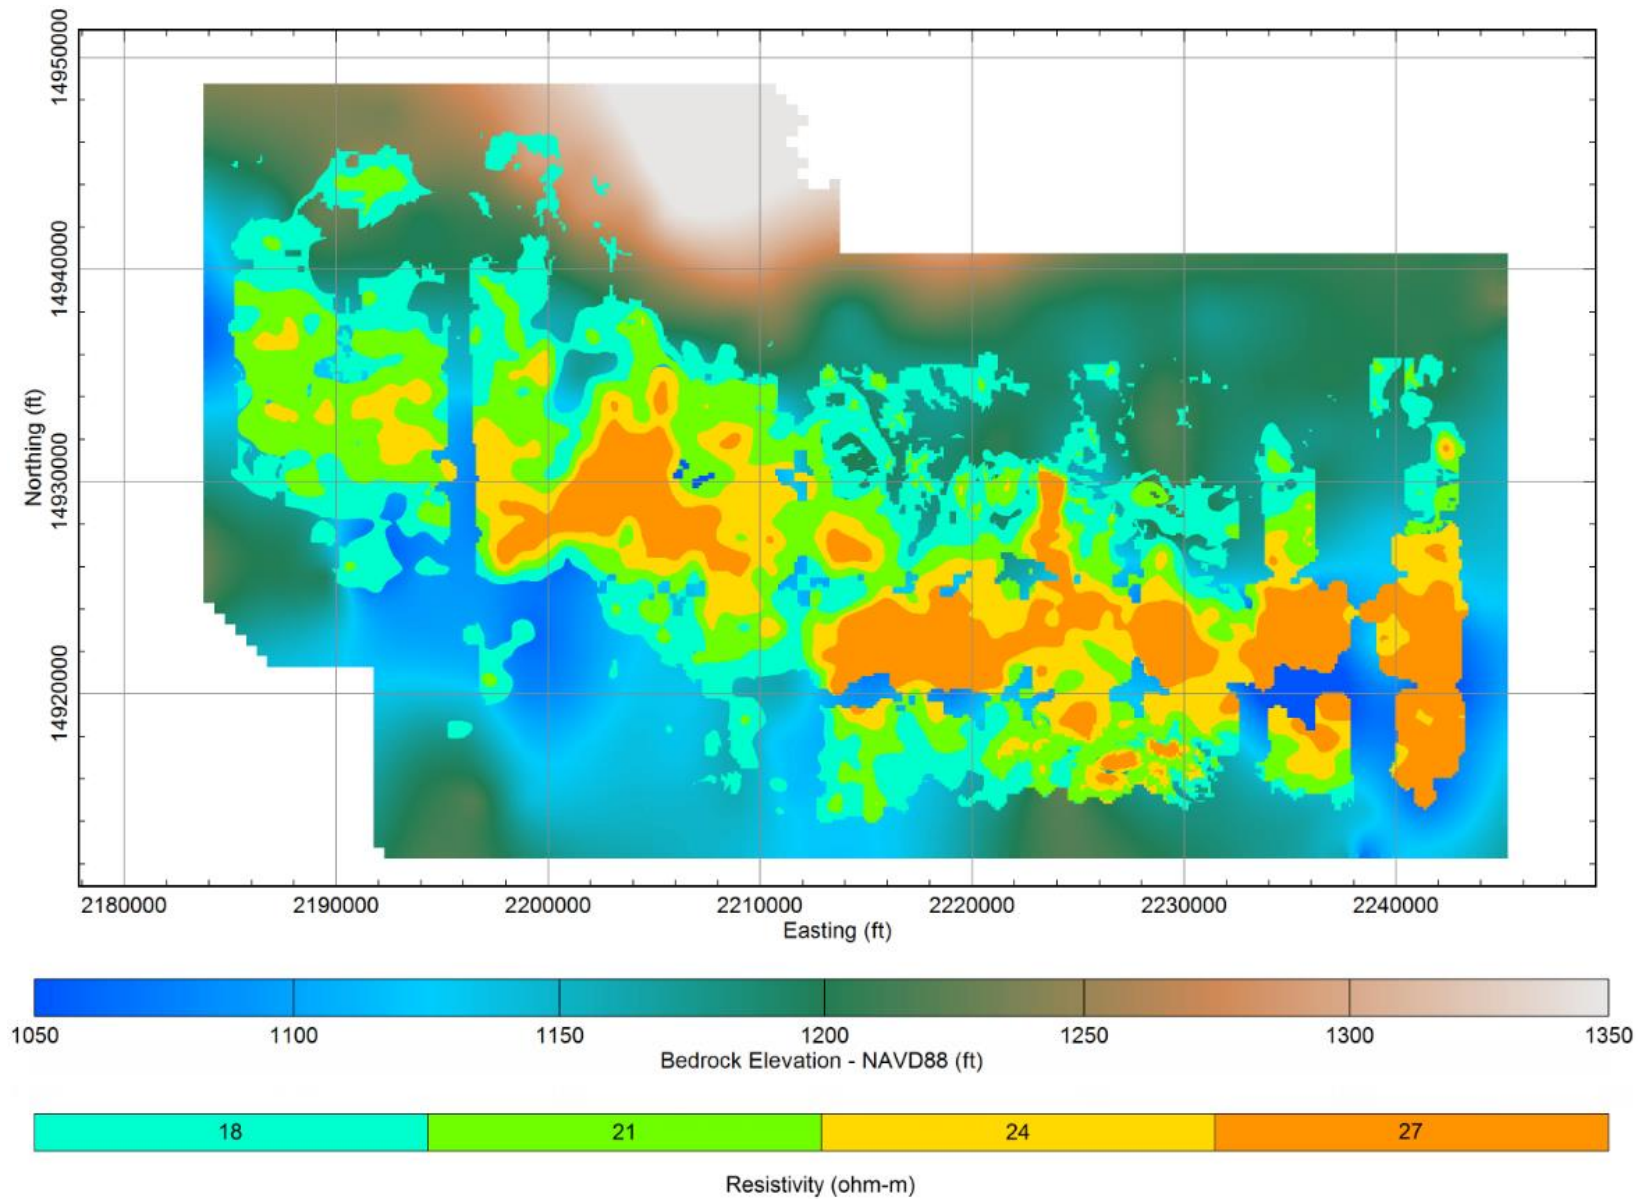 14950000
14940000
14930000
14920000
Northing (ft)
2180000 2190000 2200000 2210000 2220000 2230000 2240000
Easting (ft)
1050 1100 1150 1200 1250 1300 1350
Bedrock Elevation - NAVD88 (ft)
18 21 24 27
Resistivity (ohm-m)